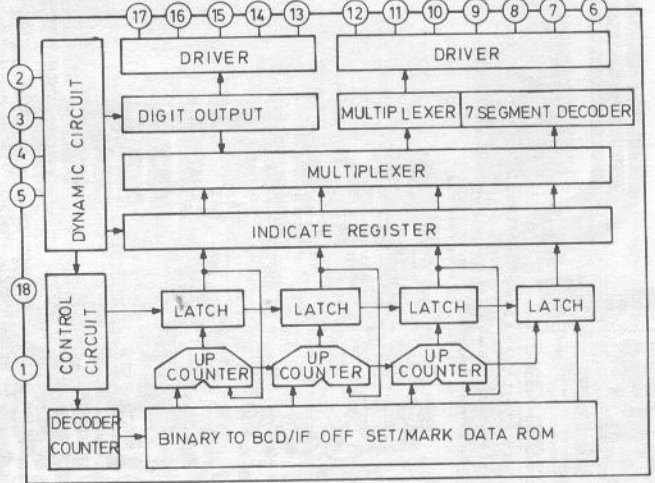 17 16 15 14 13 12 11 10 9 8 7 6
DRIVER
DRIVER
2
3
4
5
DYNAMIC CIRCUIT
DIGIT OUTPUT
MULTIPLEXER
7 SEGMENT DECODER
MULTIPLEXER
INDICATE REGISTER
18
1
CONTROL
CIRCUIT
LATCH
LATCH
LATCH
LATCH
UP
COUNTER
UP
COUNTER
UP
COUNTER
DECODER
COUNTER
BINARY TO BCD/IF OFF SET/MARK DATA ROM